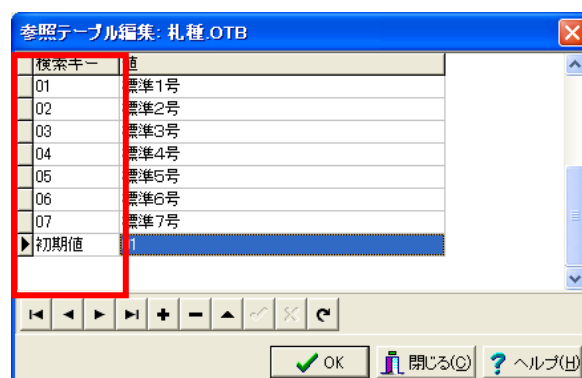 参照テーブル編集: 札種.OTB
検索キー 値
01 標準1号
02 標準2号
03 標準3号
04 標準4号
05 標準5号
06 標準6号
07 標準7号
初期値 01
OK 閉じる(C) ヘルプ(H)